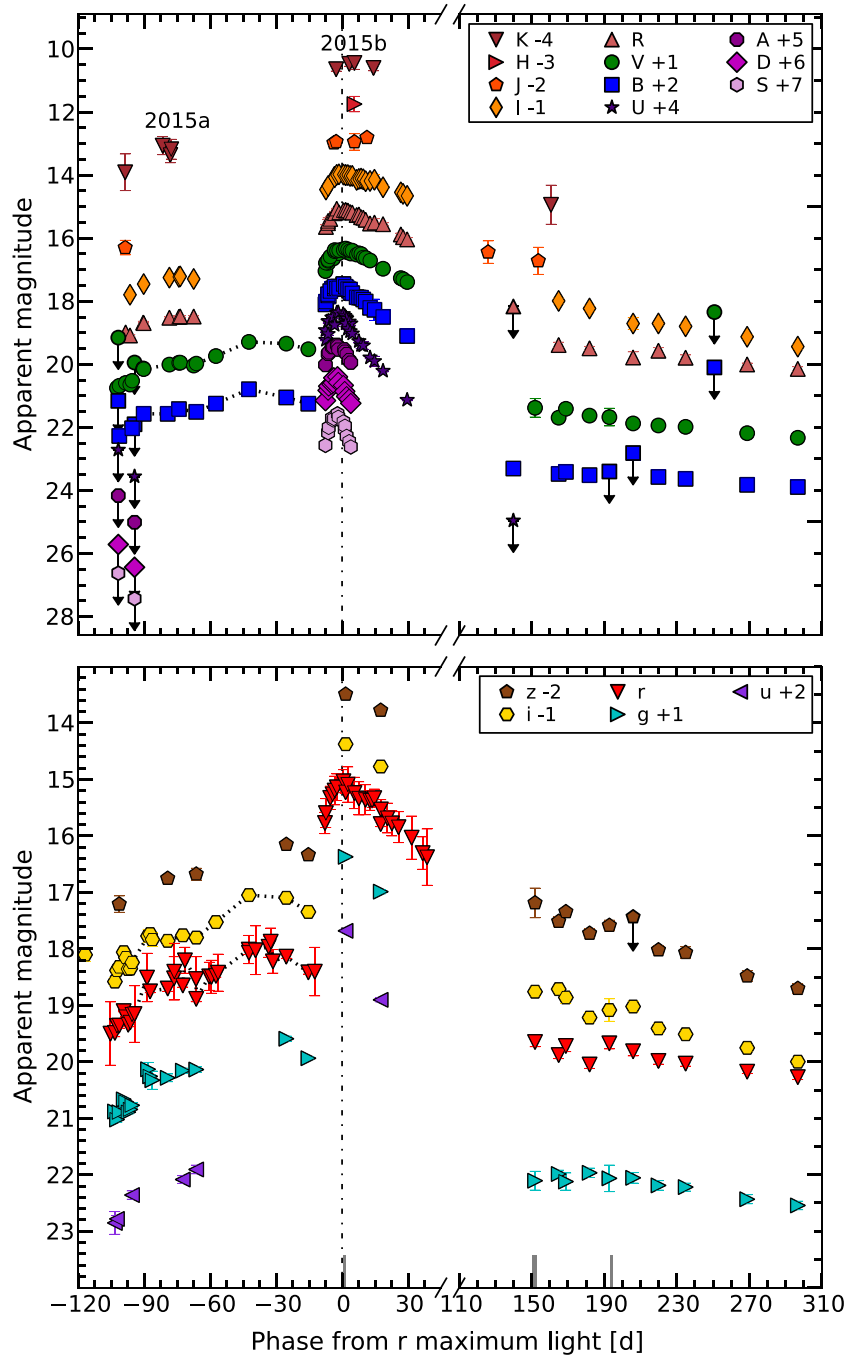 2015b
2015a
K -4
H -3
J -2
I -1
R
V +1
B +2
U +4
A +5
D +6
S +7
10
12
14
16
18
20
22
24
26
28
Apparent magnitude
z -2
i -1
r
g +1
u +2
14
15
16
17
18
19
20
21
22
23
Apparent magnitude
−120 −90 −60 −30 0 30 110 150 190 230 270 310
Phase from r maximum light [d]